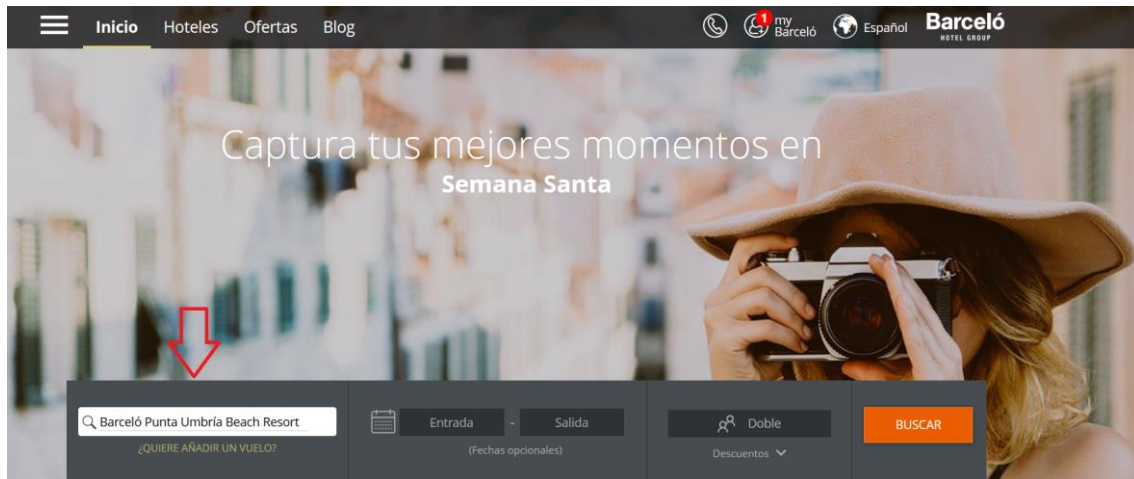 Inicio Hoteles Ofertas Blog
1
my
Barceló
Español
Barceló
HOTEL GROUP
Captura tus mejores momentos en
Semana Santa
Barceló Punta Umbría Beach Resort
¿QUIERE AÑADIR UN VUELO?
Entrada - Salida
(Fechas opcionales)
Doble
Descuentos
BUSCAR